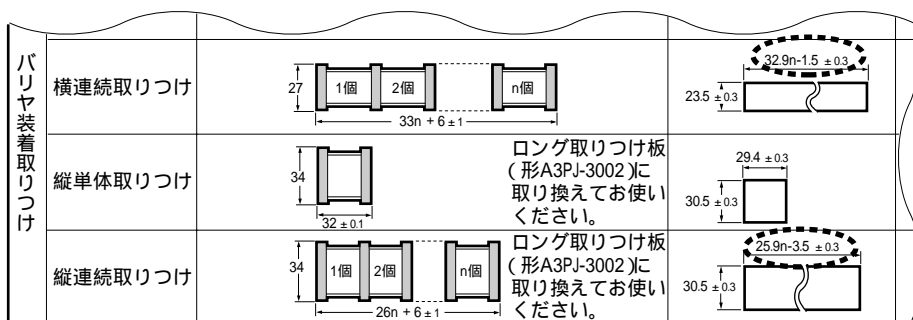 バリヤ装着取りつけ
横連続取りつけ
27
1個
2個
n個
33n + 6 ± 1
32.9n-1.5 ± 0.3
23.5 ± 0.3
縦単体取りつけ
34
32 ± 0.1
ロング取りつけ板
( 形A3PJ-3002 )に
取り換えてお使い
ください。
29.4 ± 0.3
30.5 ± 0.3
縦連続取りつけ
34
1個
2個
n個
26n + 6 ± 1
ロング取りつけ板
( 形A3PJ-3002 )に
取り換えてお使い
ください。
25.9n-3.5 ± 0.3
30.5 ± 0.3